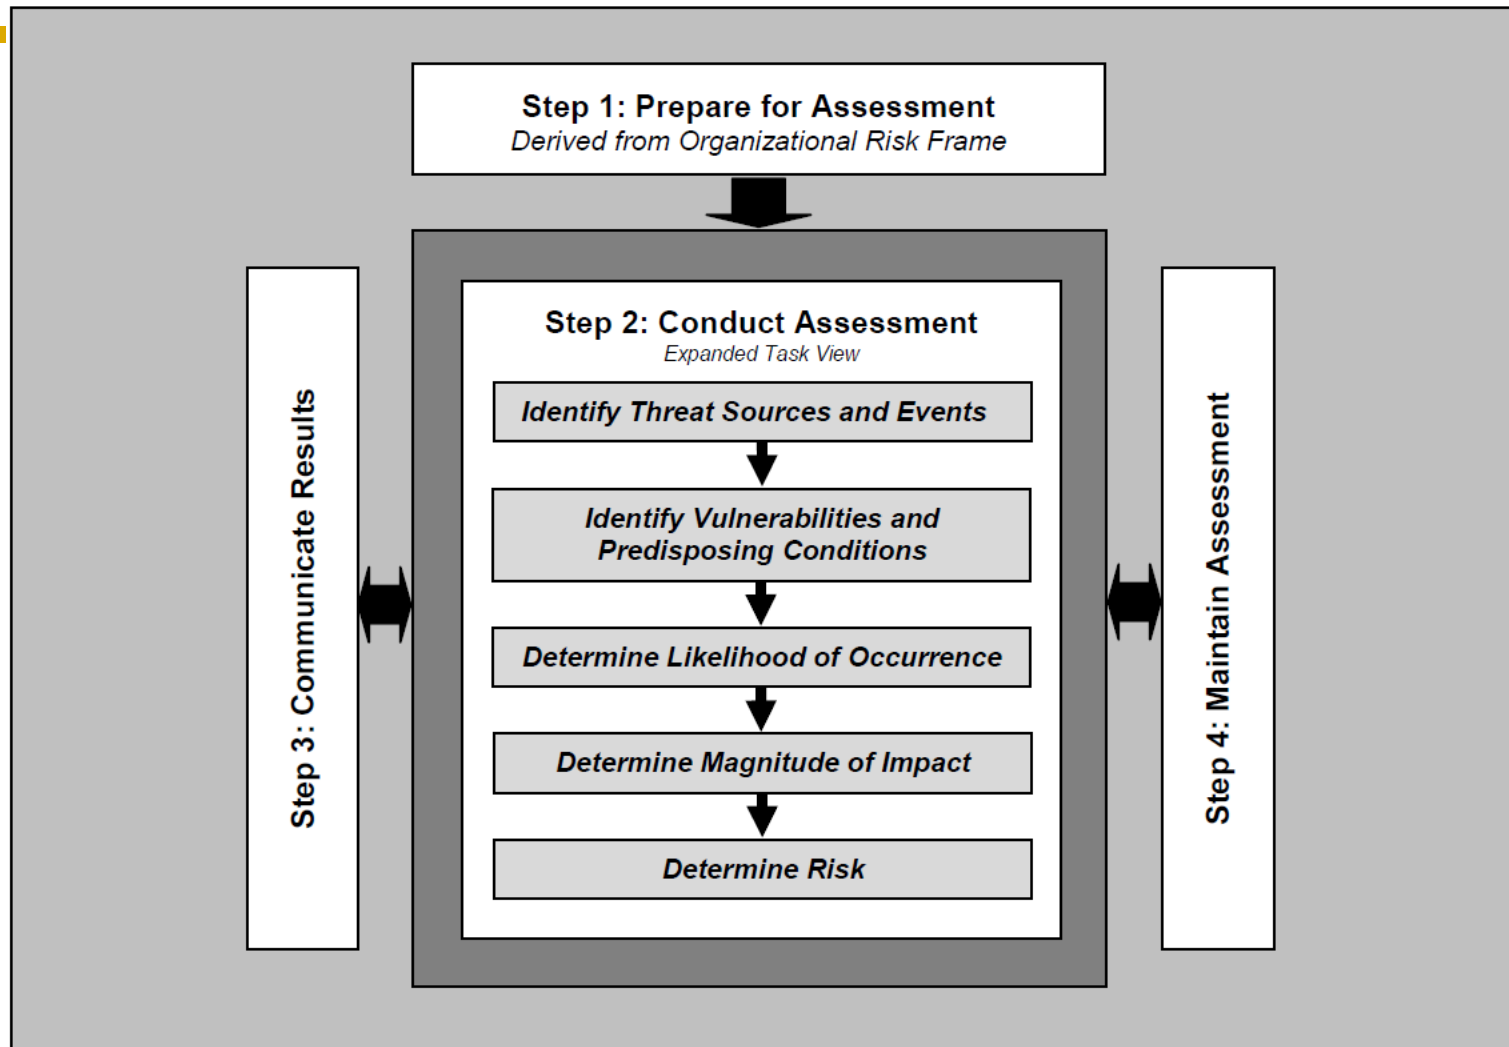 Step 1: Prepare for Assessment
Derived from Organizational Risk Frame
Step 2: Conduct Assessment
Expanded Task View
Identify Threat Sources and Events
Identify Vulnerabilities and
Predisposing Conditions
Determine Likelihood of Occurrence
Determine Magnitude of Impact
Determine Risk
Step 3: Communicate Results
Step 4: Maintain Assessment